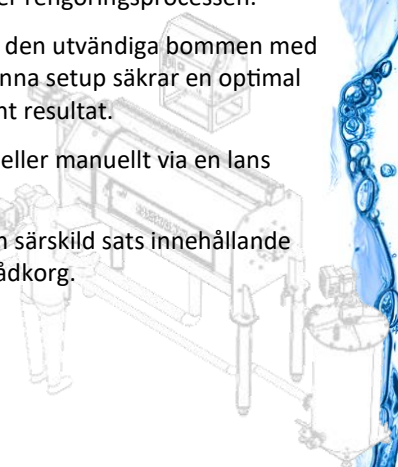 er rengöringsprocessen.
den utvändiga bommen med
nna setup säkrar en optimal
nt resultat.
eller manuellt via en lans
n särskild sats innehållande
ådkorg.